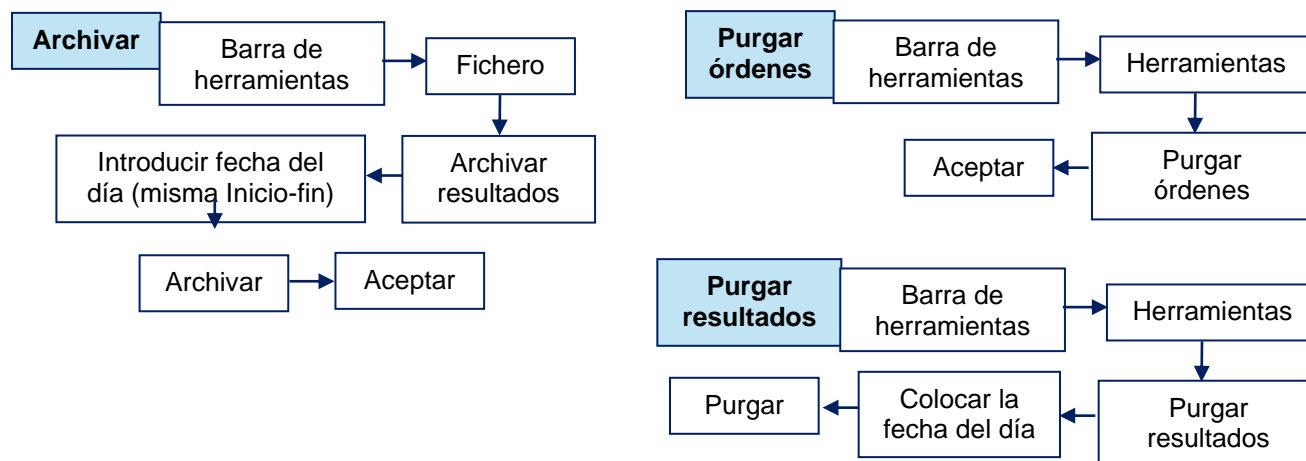 Archivar
Barra de
herramientas
Fichero
Archivar
resultados
Introducir fecha del
día (misma Inicio-fin)
Archivar
Aceptar
Purgar
órdenes
Barra de
herramientas
Herramientas
Purgar
órdenes
Aceptar
Purgar
resultados
Barra de
herramientas
Herramientas
Purgar
resultados
Colocar la
fecha del día
Purgar